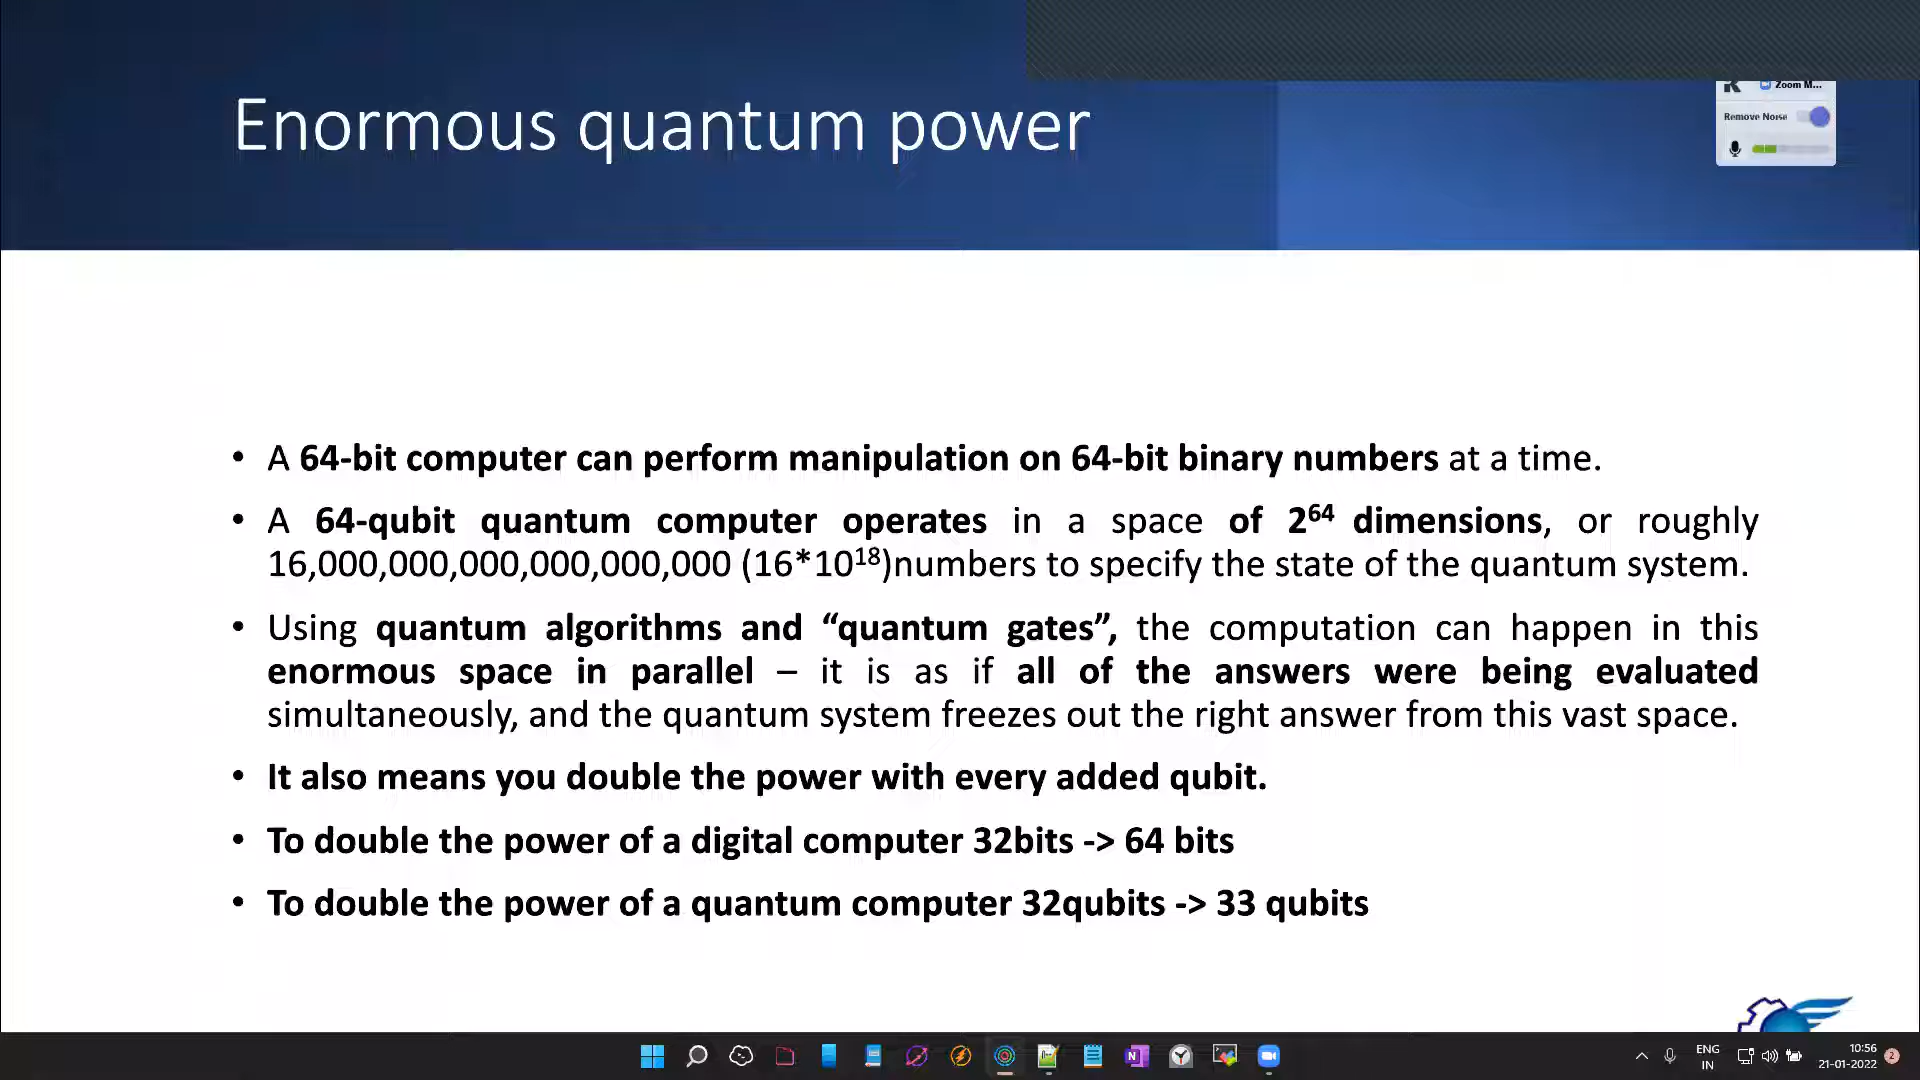 Zoom M...
Enormous quantum power
Remove Noise
• A 64-bit computer can perform manipulation on 64-bit binary numbers at a time.
• A 64-qubit quantum computer operates in a space of 2⁶⁴ dimensions, or roughly
16,000,000,000,000,000,000 (16*10¹⁸)numbers to specify the state of the quantum system.
• Using quantum algorithms and “quantum gates”, the computation can happen in this
enormous space in parallel – it is as if all of the answers were being evaluated
simultaneously, and the quantum system freezes out the right answer from this vast space.
• It also means you double the power with every added qubit.
• To double the power of a digital computer 32bits -> 64 bits
• To double the power of a quantum computer 32qubits -> 33 qubits
ENG
IN
10:56
21-01-2022
2
N